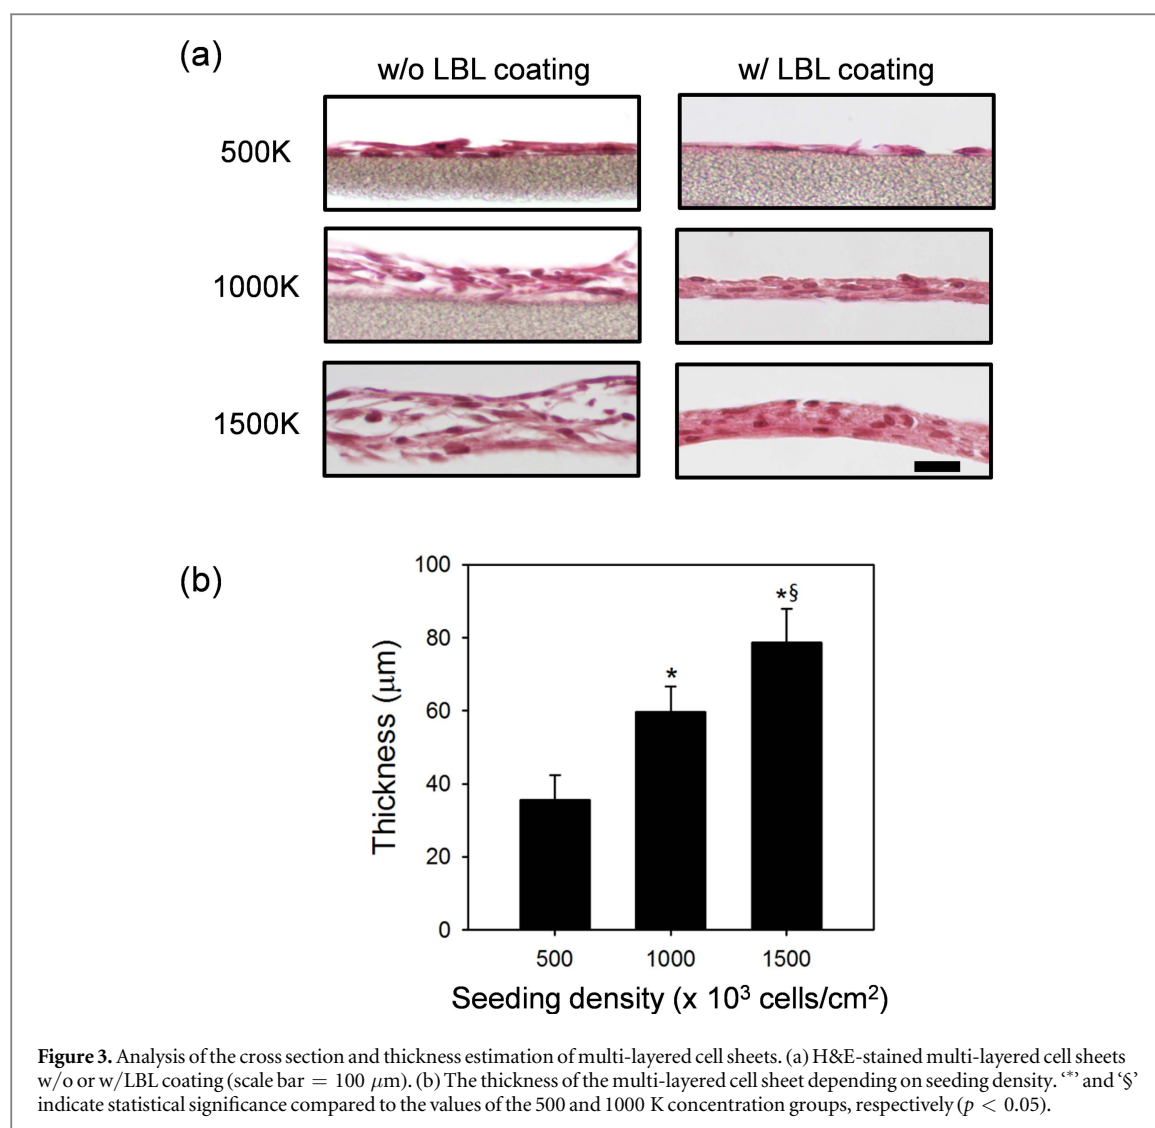 (a)
w/o LBL coating
w/ LBL coating
500K
1000K
1500K
(b)
100
80
60
40
20
0
Thickness (μm)
*
*§
500
1000
1500
Seeding density (x 10³ cells/cm²)
Figure 3. Analysis of the cross section and thickness estimation of multi-layered cell sheets. (a) H&E-stained multi-layered cell sheets
w/o or w/LBL coating (scale bar = 100 μm). (b) The thickness of the multi-layered cell sheet depending on seeding density. ‘*’ and ‘§’
indicate statistical significance compared to the values of the 500 and 1000 K concentration groups, respectively (p < 0.05).